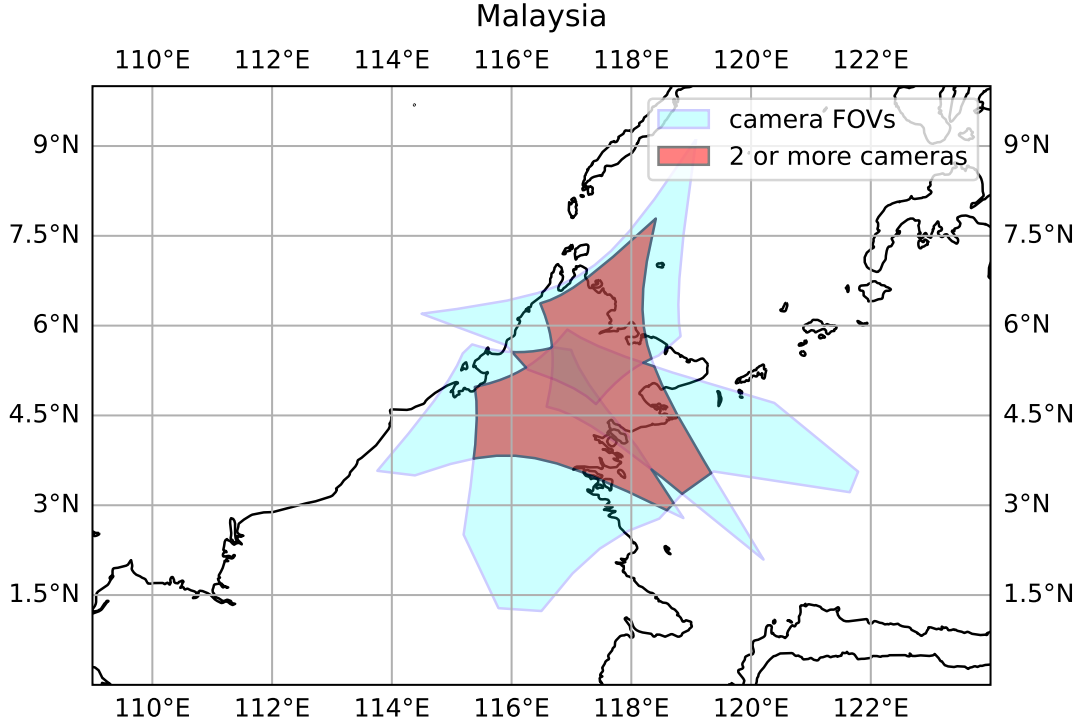 Malaysia
110°E 112°E 114°E 116°E 118°E 120°E 122°E
camera FOVs
9°N 9°N
2 or more cameras
7.5°N 7.5°N
6°N 6°N
4.5°N 4.5°N
3°N 3°N
1.5°N 1.5°N
110°E 112°E 114°E 116°E 118°E 120°E 122°E